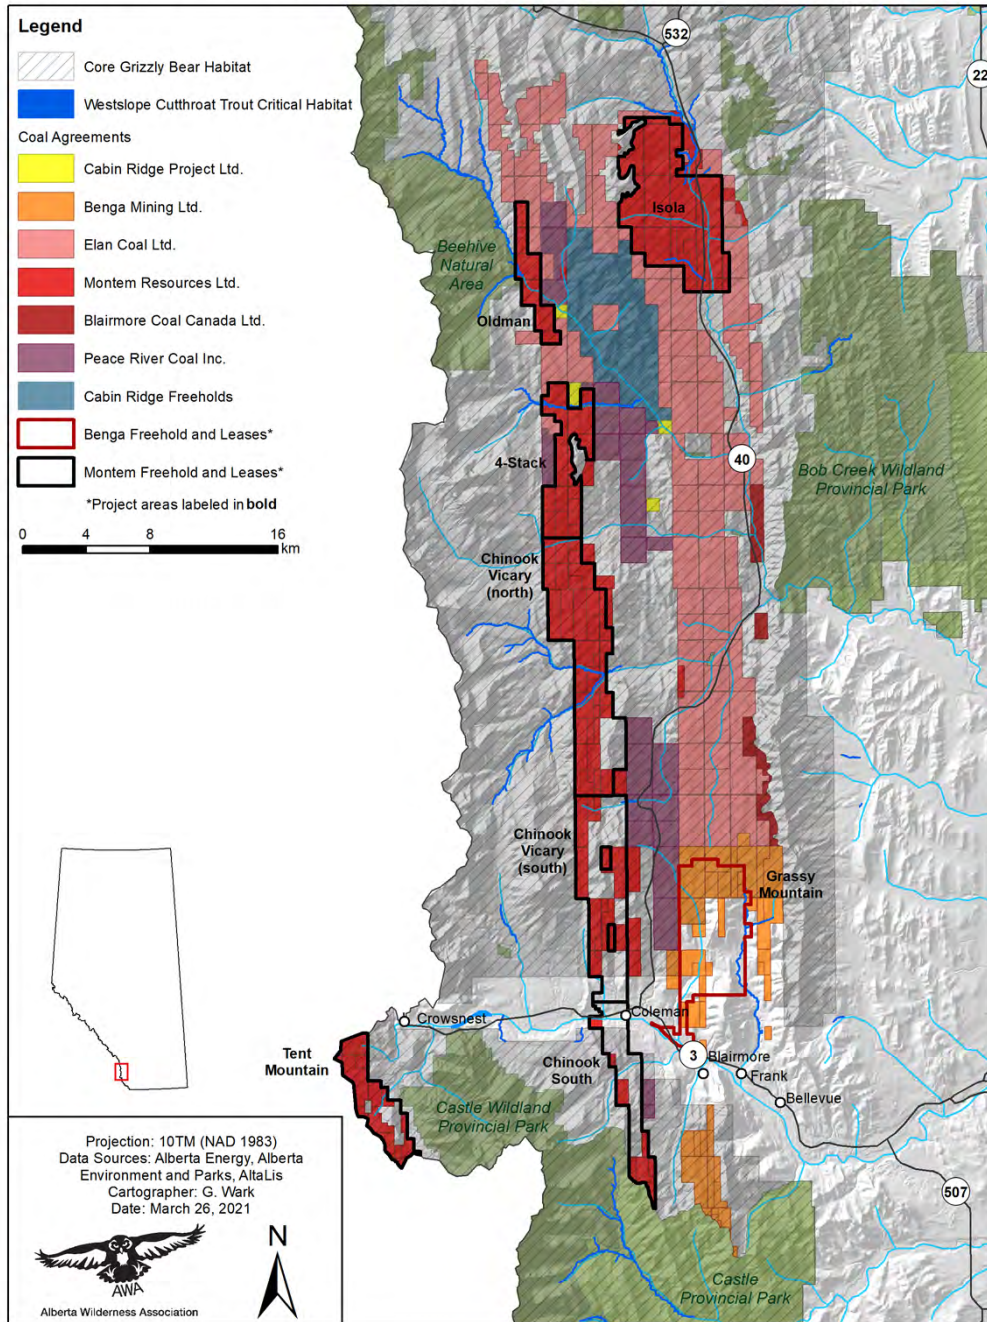 Legend
Core Grizzly Bear Habitat
Westslope Cutthroat Trout Critical Habitat
Coal Agreements
Cabin Ridge Project Ltd.
Benga Mining Ltd.
Elan Coal Ltd.
Montem Resources Ltd.
Blairmore Coal Canada Ltd.
Peace River Coal Inc.
Cabin Ridge Freeholds
Benga Freehold and Leases*
Montem Freehold and Leases*
*Project areas labeled in bold
0 4 8 16
km
532
22
Isola
Beehive
Natural
Area
Oldman
40
4-Stack
Bob Creek Wildland
Provincial Park
Chinook
Vicary
(north)
Chinook
Vicary
(south)
Grassy
Mountain
Crowsnest
Coleman
Tent
Mountain
Chinook
South
3
Blairmore
Frank
Bellevue
Castle Wildland
Provincial Park
507
Castle
Provincial Park
Projection: 10TM (NAD 1983)
Data Sources: Alberta Energy, Alberta
Environment and Parks, AltaLis
Cartographer: G. Wark
Date: March 26, 2021
AWA
Alberta Wilderness Association
N